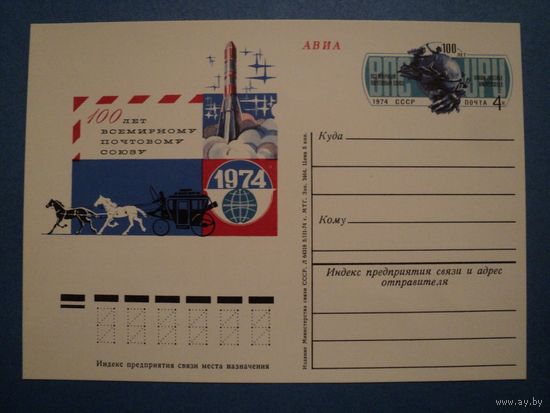 АВИА
100 ЛЕТ
1974 СССР
ПОЧТА 4к
100 ЛЕТ
ВСЕМИРНОМУ
ПОЧТОВОМУ
СОЮЗУ
1974
Куда
Кому
Индекс предприятия связи и адрес
отправителя
Индекс предприятия связи места назначения
www.ay.by